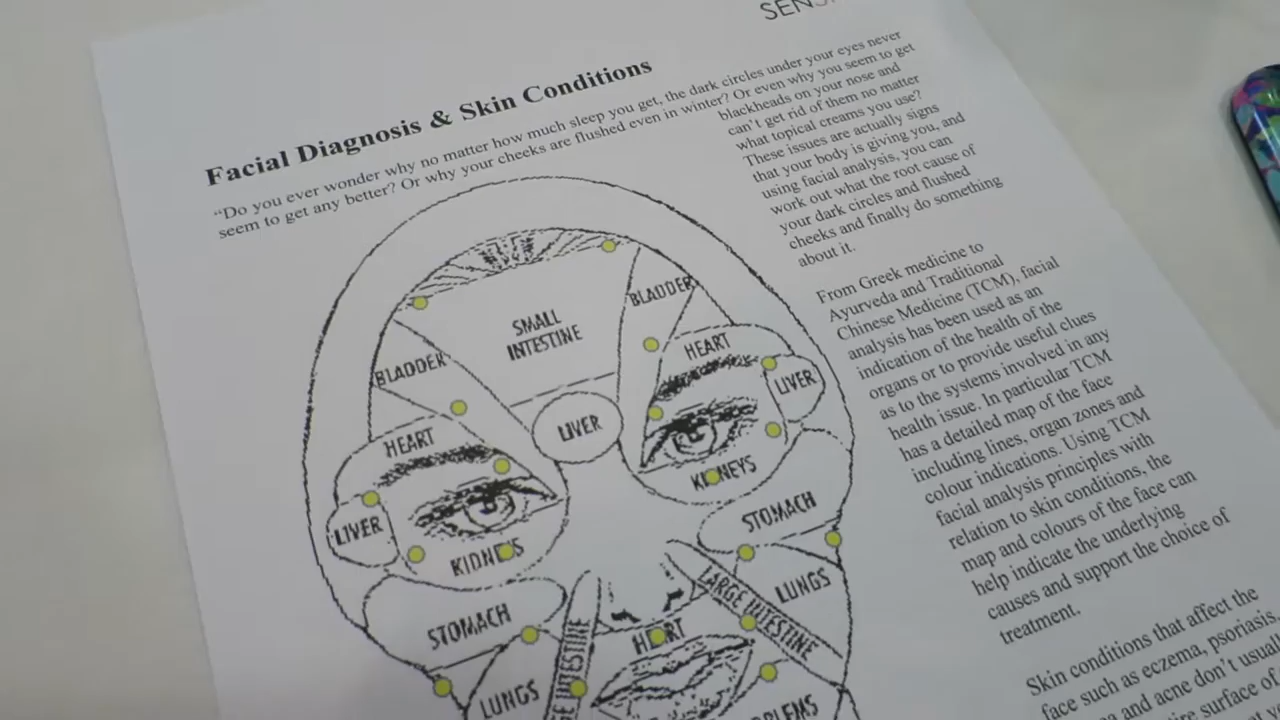 Facial Diagnosis & Skin Conditions
“Do you ever wonder why no matter how much sleep you get, the dark circles under your eyes never
seem to get any better? Or why your cheeks are flushed even in winter? Or even why you seem to get
blackheads on your nose and
can’t get rid of them no matter
what topical creams you use?
These issues are actually signs
that your body is giving you, and
using facial analysis, you can
work out what the root cause of
your dark circles and flushed
cheeks and finally do something
about it.
From Greek medicine to
Ayurveda and Traditional
Chinese Medicine (TCM), facial
analysis has been used as an
indication of the health of the
organs or to provide useful clues
as to the systems involved in any
health issue. In particular TCM
has a detailed map of the face
including lines, organ zones and
colour indications. Using TCM
facial analysis principles with
relation to skin conditions, the
map and colours of the face can
help indicate the underlying
causes and support the choice of
treatment.
Skin conditions that affect the
face such as eczema, psoriasis,
and acne don’t
surface of
SMALL
INTESTINE
BLADDER
BLADDER
HEART
HEART
LIVER
LIVER
LIVER
KIDNEYS
KIDNEYS
STOMACH
STOMACH
LUNGS
LUNGS
LARGE INTESTINE
INTESTINE
HEART